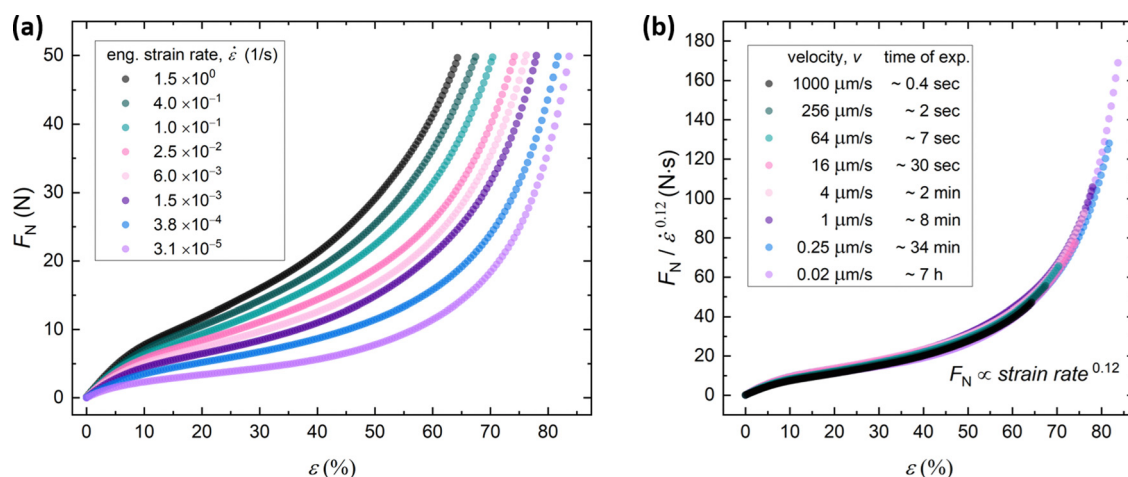 (a)
eng. strain rate, ε̇ (1/s)
1.5 ×10⁰
4.0 ×10⁻¹
1.0 ×10⁻¹
2.5 ×10⁻²
6.0 ×10⁻³
1.5 ×10⁻³
3.8 ×10⁻⁴
3.1 ×10⁻⁵
F_N (N)
50
40
30
20
10
0
0 10 20 30 40 50 60 70 80
ε (%)
(b)
velocity, v time of exp.
1000 μm/s ~ 0.4 sec
256 μm/s ~ 2 sec
64 μm/s ~ 7 sec
16 μm/s ~ 30 sec
4 μm/s ~ 2 min
1 μm/s ~ 8 min
0.25 μm/s ~ 34 min
0.02 μm/s ~ 7 h
F_N / ε̇^0.12 (N·s)
180
160
140
120
100
80
60
40
20
0
F_N ∝ strain rate^0.12
0 10 20 30 40 50 60 70 80
ε (%)